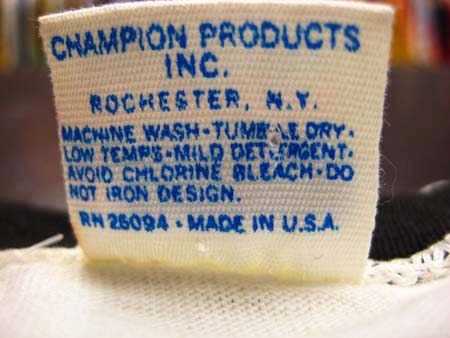 CHAMPION PRODUCTS
INC.
ROCHESTER, N.Y.
MACHINE WASH-TUMBLE DRY-
LOW TEMPS-MILD DETERGENT-
AVOID CHLORINE BLEACH-DO
NOT IRON DESIGN.
RN 26094 - MADE IN U.S.A.